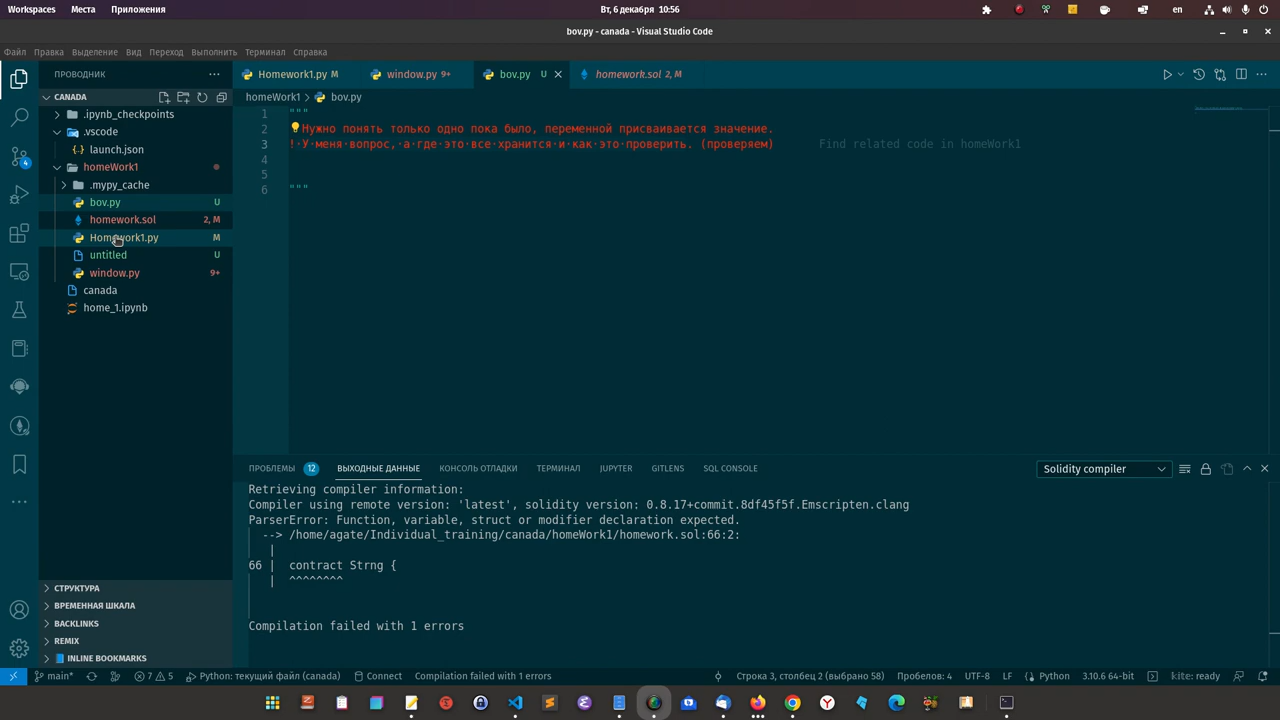 Workspaces Места Приложения
Вт, 6 декабря 10:56
en
bov.py - canada - Visual Studio Code
Файл Правка Выделение Вид Переход Выполнить Терминал Справка
ПРОВОДНИК
Homework1.py M
window.py 9+
bov.py U
homework.sol 2, M
CANADA
homeWork1 > bov.py
.ipynb_checkpoints
.vscode
launch.json
homeWork1
.mypy_cache
bov.py U
homework.sol 2, M
Homework1.py M
untitled U
window.py 9+
canada
home_1.ipynb
4
1 """
2 Нужно понять только одно пока было, переменной присваивается значение.
3 !·У·меня·вопрос,·а·где·это·все·хранится·и·как·это·проверить. (проверяем) Find related code in homeWork1
4
5
6 """
ПРОБЛЕМЫ 12 ВЫХОДНЫЕ ДАННЫЕ КОНСОЛЬ ОТЛАДКИ ТЕРМИНАЛ JUPYTER GITLENS SQL CONSOLE
Solidity compiler
Retrieving compiler information:
Compiler using remote version: 'latest', solidity version: 0.8.17+commit.8df45f5f.Emscripten.clang
ParserError: Function, variable, struct or modifier declaration expected.
--> /home/agate/Individual_training/canada/homeWork1/homework.sol:66:2:
|
66 | contract Strng {
| ^^^^^^^^
Compilation failed with 1 errors
СТРУКТУРА
ВРЕМЕННАЯ ШКАЛА
BACKLINKS
REMIX
INLINE BOOKMARKS
main* 7 5 Python: текущий файл (canada) Connect Compilation failed with 1 errors
Строка 3, столбец 2 (выбрано 58) Пробелов: 4 UTF-8 LF Python 3.10.6 64-bit kite: ready